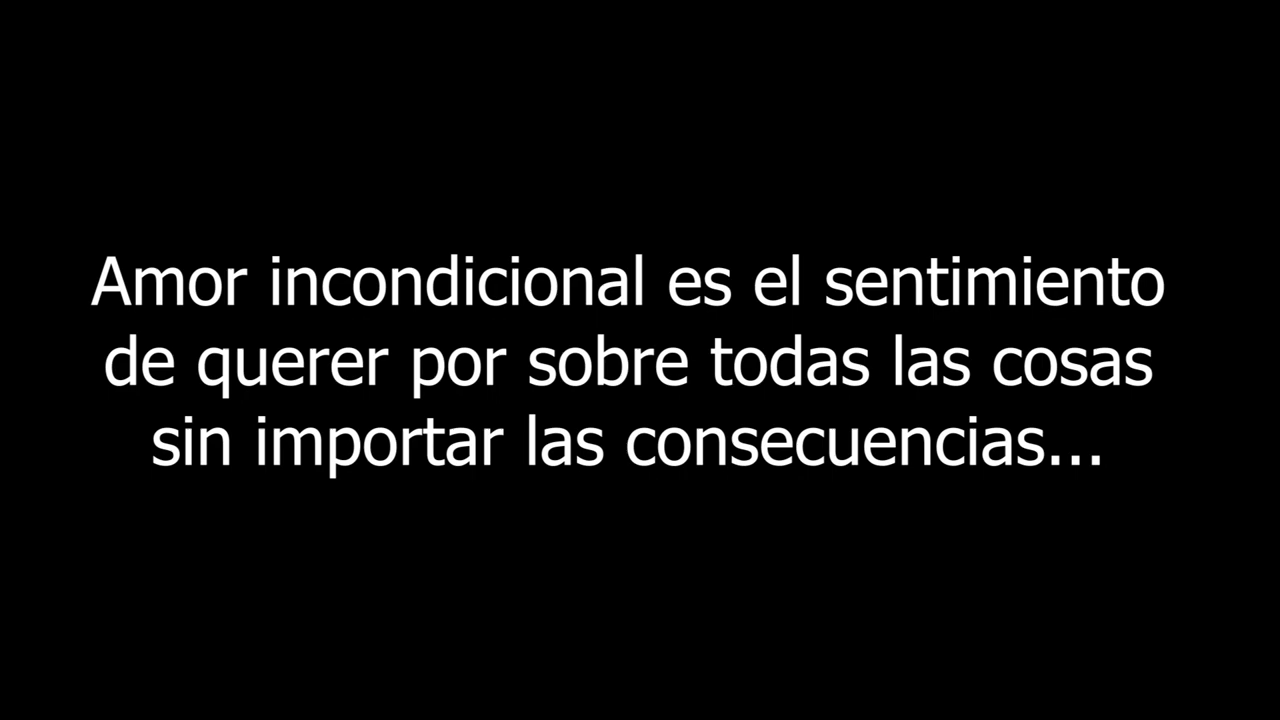 Amor incondicional es el sentimiento
de querer por sobre todas las cosas
sin importar las consecuencias...